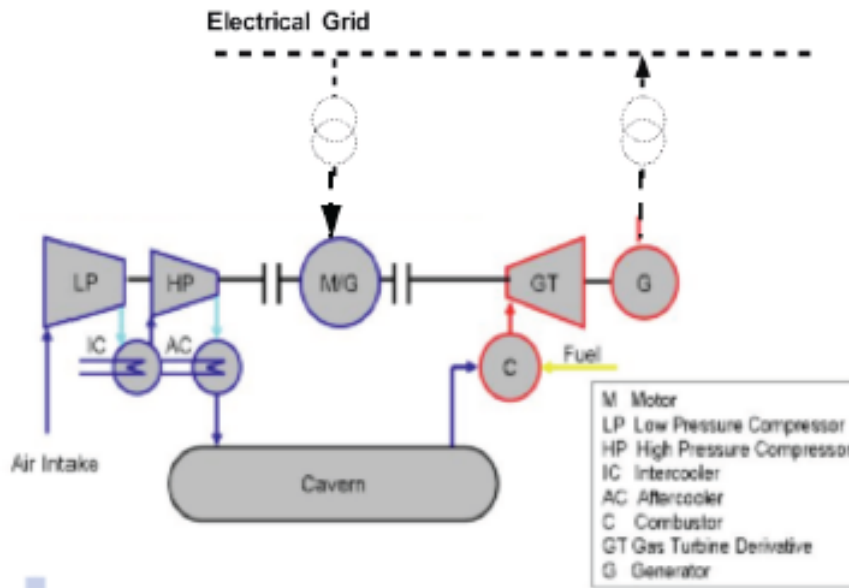 Electrical Grid
LP
HP
M/G
GT
G
IC
AC
C
Fuel
Air Intake
Cavern
M Motor
LP Low Pressure Compressor
HP High Pressure Compressor
IC Intercooler
AC Aftercooler
C Combustor
GT Gas Turbine Derivative
G Generator